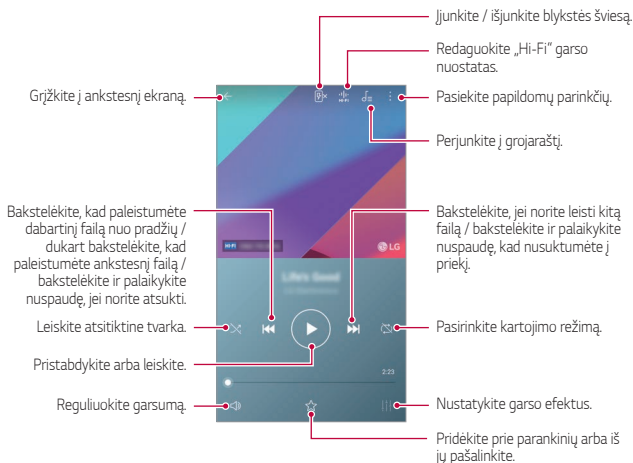 Įjunkite / išjunkite blykstės šviesą.
Redaguokite „Hi-Fi“ garso
nuostatas.
Grįžkite į ankstesnį ekraną.
Pasiekite papildomų parinkčių.
Perjunkite į grojaraštį.
Bakstelėkite, kad paleistumėte
dabartinį failą nuo pradžių /
dukart bakstelėkite, kad
paleistumėte ankstesnį failą /
bakstelėkite ir palaikykite
nuspaudę, jei norite atsukti.
Bakstelėkite, jei norite leisti kitą
failą / bakstelėkite ir palaikykite
nuspaudę, kad nusuktumėte į
priekį.
HI-FI
LG
Life's Good
Leiskite atsitiktine tvarka.
Pasirinkite kartojimo režimą.
Pristabdykite arba leiskite.
2:23
Reguliuokite garsumą.
Nustatykite garso efektus.
Pridėkite prie parankinių arba iš
jų pašalinkite.